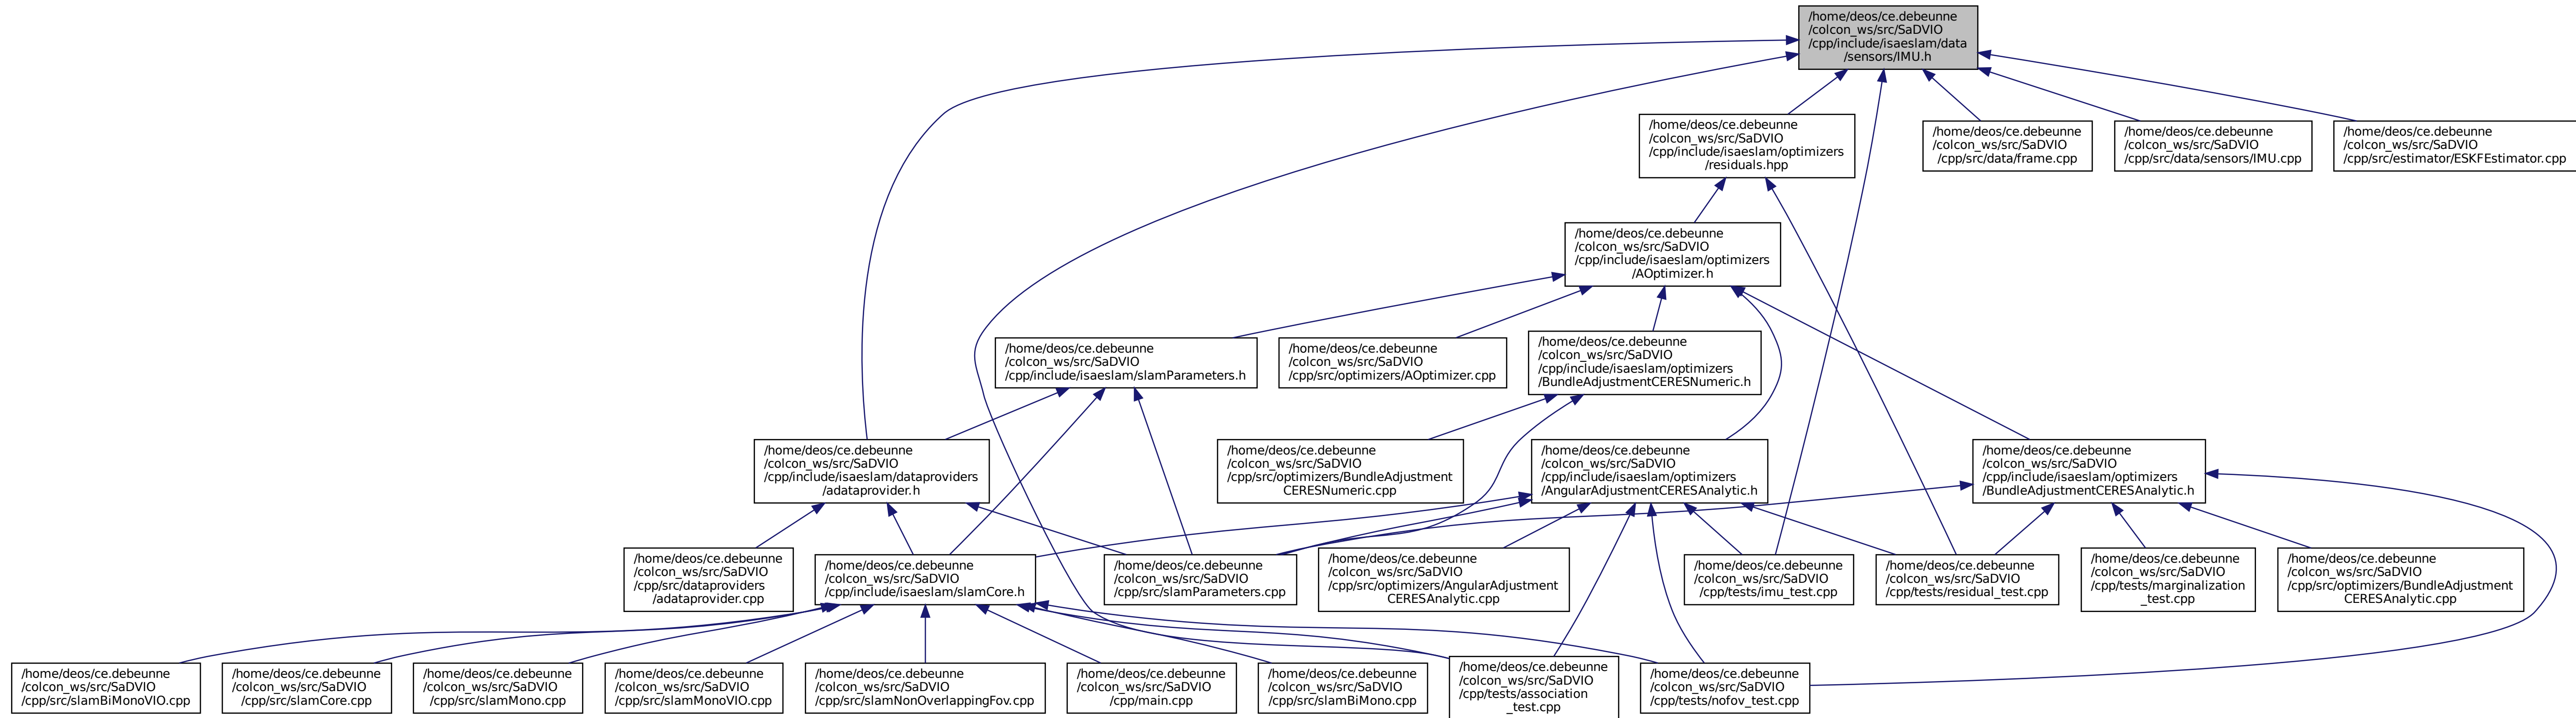 /home/deos/ce.debeunne
/colcon_ws/src/SaDVIO
/cpp/include/isaeslam/data
/sensors/IMU.h
/home/deos/ce.debeunne
/colcon_ws/src/SaDVIO
/cpp/include/isaeslam/optimizers
/residuals.hpp
/home/deos/ce.debeunne
/colcon_ws/src/SaDVIO
/cpp/src/data/frame.cpp
/home/deos/ce.debeunne
/colcon_ws/src/SaDVIO
/cpp/src/data/sensors/IMU.cpp
/home/deos/ce.debeunne
/colcon_ws/src/SaDVIO
/cpp/src/estimator/ESKFEstimator.cpp
/home/deos/ce.debeunne
/colcon_ws/src/SaDVIO
/cpp/include/isaeslam/optimizers
/AOptimizer.h
/home/deos/ce.debeunne
/colcon_ws/src/SaDVIO
/cpp/include/isaeslam/slamParameters.h
/home/deos/ce.debeunne
/colcon_ws/src/SaDVIO
/cpp/src/optimizers/AOptimizer.cpp
/home/deos/ce.debeunne
/colcon_ws/src/SaDVIO
/cpp/include/isaeslam/optimizers
/BundleAdjustmentCERESNumeric.h
/home/deos/ce.debeunne
/colcon_ws/src/SaDVIO
/cpp/include/isaeslam/dataproviders
/adataprovider.h
/home/deos/ce.debeunne
/colcon_ws/src/SaDVIO
/cpp/src/optimizers/BundleAdjustment
CERESNumeric.cpp
/home/deos/ce.debeunne
/colcon_ws/src/SaDVIO
/cpp/include/isaeslam/optimizers
/AngularAdjustmentCERESAnalytic.h
/home/deos/ce.debeunne
/colcon_ws/src/SaDVIO
/cpp/include/isaeslam/optimizers
/BundleAdjustmentCERESAnalytic.h
/home/deos/ce.debeunne
/colcon_ws/src/SaDVIO
/cpp/src/dataproviders
/adataprovider.cpp
/home/deos/ce.debeunne
/colcon_ws/src/SaDVIO
/cpp/include/isaeslam/slamCore.h
/home/deos/ce.debeunne
/colcon_ws/src/SaDVIO
/cpp/src/slamParameters.cpp
/home/deos/ce.debeunne
/colcon_ws/src/SaDVIO
/cpp/src/optimizers/AngularAdjustment
CERESAnalytic.cpp
/home/deos/ce.debeunne
/colcon_ws/src/SaDVIO
/cpp/tests/imu_test.cpp
/home/deos/ce.debeunne
/colcon_ws/src/SaDVIO
/cpp/tests/residual_test.cpp
/home/deos/ce.debeunne
/colcon_ws/src/SaDVIO
/cpp/tests/marginalization
_test.cpp
/home/deos/ce.debeunne
/colcon_ws/src/SaDVIO
/cpp/src/optimizers/BundleAdjustment
CERESAnalytic.cpp
/home/deos/ce.debeunne
/colcon_ws/src/SaDVIO
/cpp/src/slamBiMonoVIO.cpp
/home/deos/ce.debeunne
/colcon_ws/src/SaDVIO
/cpp/src/slamCore.cpp
/home/deos/ce.debeunne
/colcon_ws/src/SaDVIO
/cpp/src/slamMono.cpp
/home/deos/ce.debeunne
/colcon_ws/src/SaDVIO
/cpp/src/slamMonoVIO.cpp
/home/deos/ce.debeunne
/colcon_ws/src/SaDVIO
/cpp/src/slamNonOverlappingFov.cpp
/home/deos/ce.debeunne
/colcon_ws/src/SaDVIO
/cpp/main.cpp
/home/deos/ce.debeunne
/colcon_ws/src/SaDVIO
/cpp/src/slamBiMono.cpp
/home/deos/ce.debeunne
/colcon_ws/src/SaDVIO
/cpp/tests/association
_test.cpp
/home/deos/ce.debeunne
/colcon_ws/src/SaDVIO
/cpp/tests/nofov_test.cpp